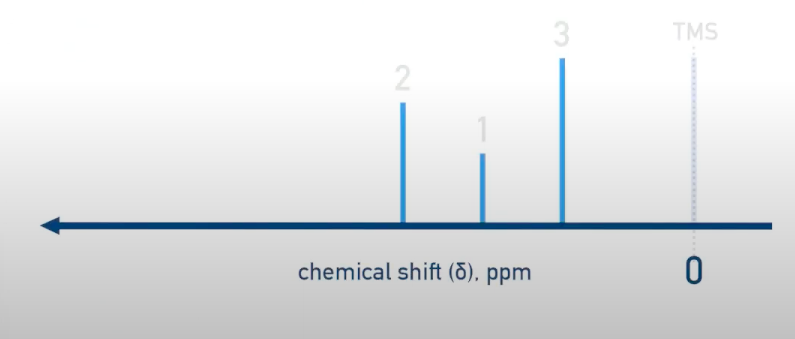 3
TMS
2
1
chemical shift (δ), ppm
0